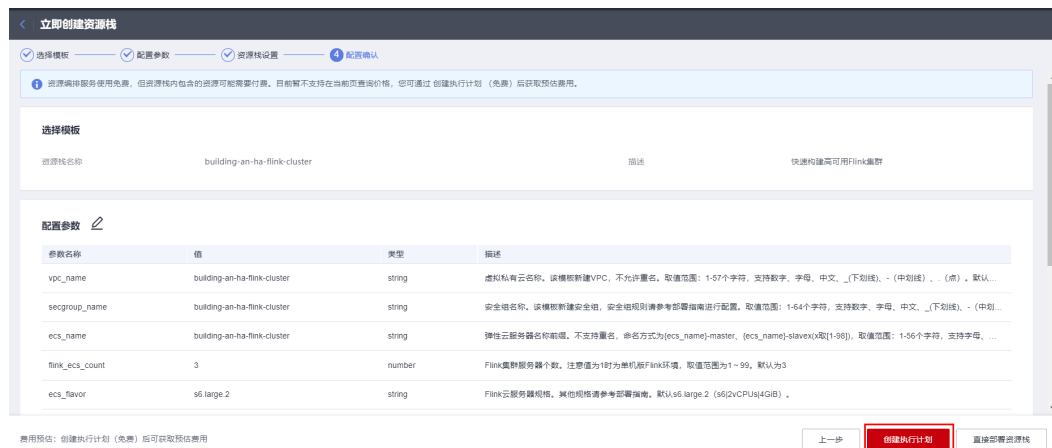 立即创建资源栈
选择模板 配置参数 资源栈设置 4 配置确认
资源编排服务使用免费，但资源栈内包含的资源可能需要付费。目前暂不支持在当前页查询价格，您可通过 创建执行计划 （免费）后获取预估费用。
选择模板
资源栈名称 building-an-ha-flink-cluster 描述 快速构建高可用Flink集群
配置参数
参数名称 值 类型 描述
vpc_name building-an-ha-flink-cluster string 虚拟私有云名称。该模板新建VPC，不允许重名。取值范围：1-57个字符，支持数字、字母、中文、_(下划线)、-（中划线）、.（点）。默认...
secgroup_name building-an-ha-flink-cluster string 安全组名称。该模板新建安全组，安全组规则请参考部署指南进行配置。取值范围：1-64个字符，支持数字、字母、中文、_(下划线)、-（中划...
ecs_name building-an-ha-flink-cluster string 弹性云服务器名称前缀。不支持重名，命名方式为{ecs_name}-master、{ecs_name}-slavex(x取[1-98])，取值范围：1-56个字符，支持字母、...
flink_ecs_count 3 number Flink集群服务器个数。注意值为1时为单机版Flink环境，取值范围为1~99。默认为3
ecs_flavor s6.large.2 string Flink云服务器规格。其他规格请参考部署指南。默认s6.large.2（s6|2vCPUs|4GiB）。
费用预估：创建执行计划（免费）后可获取预估费用 上一步 创建执行计划 直接部署资源栈